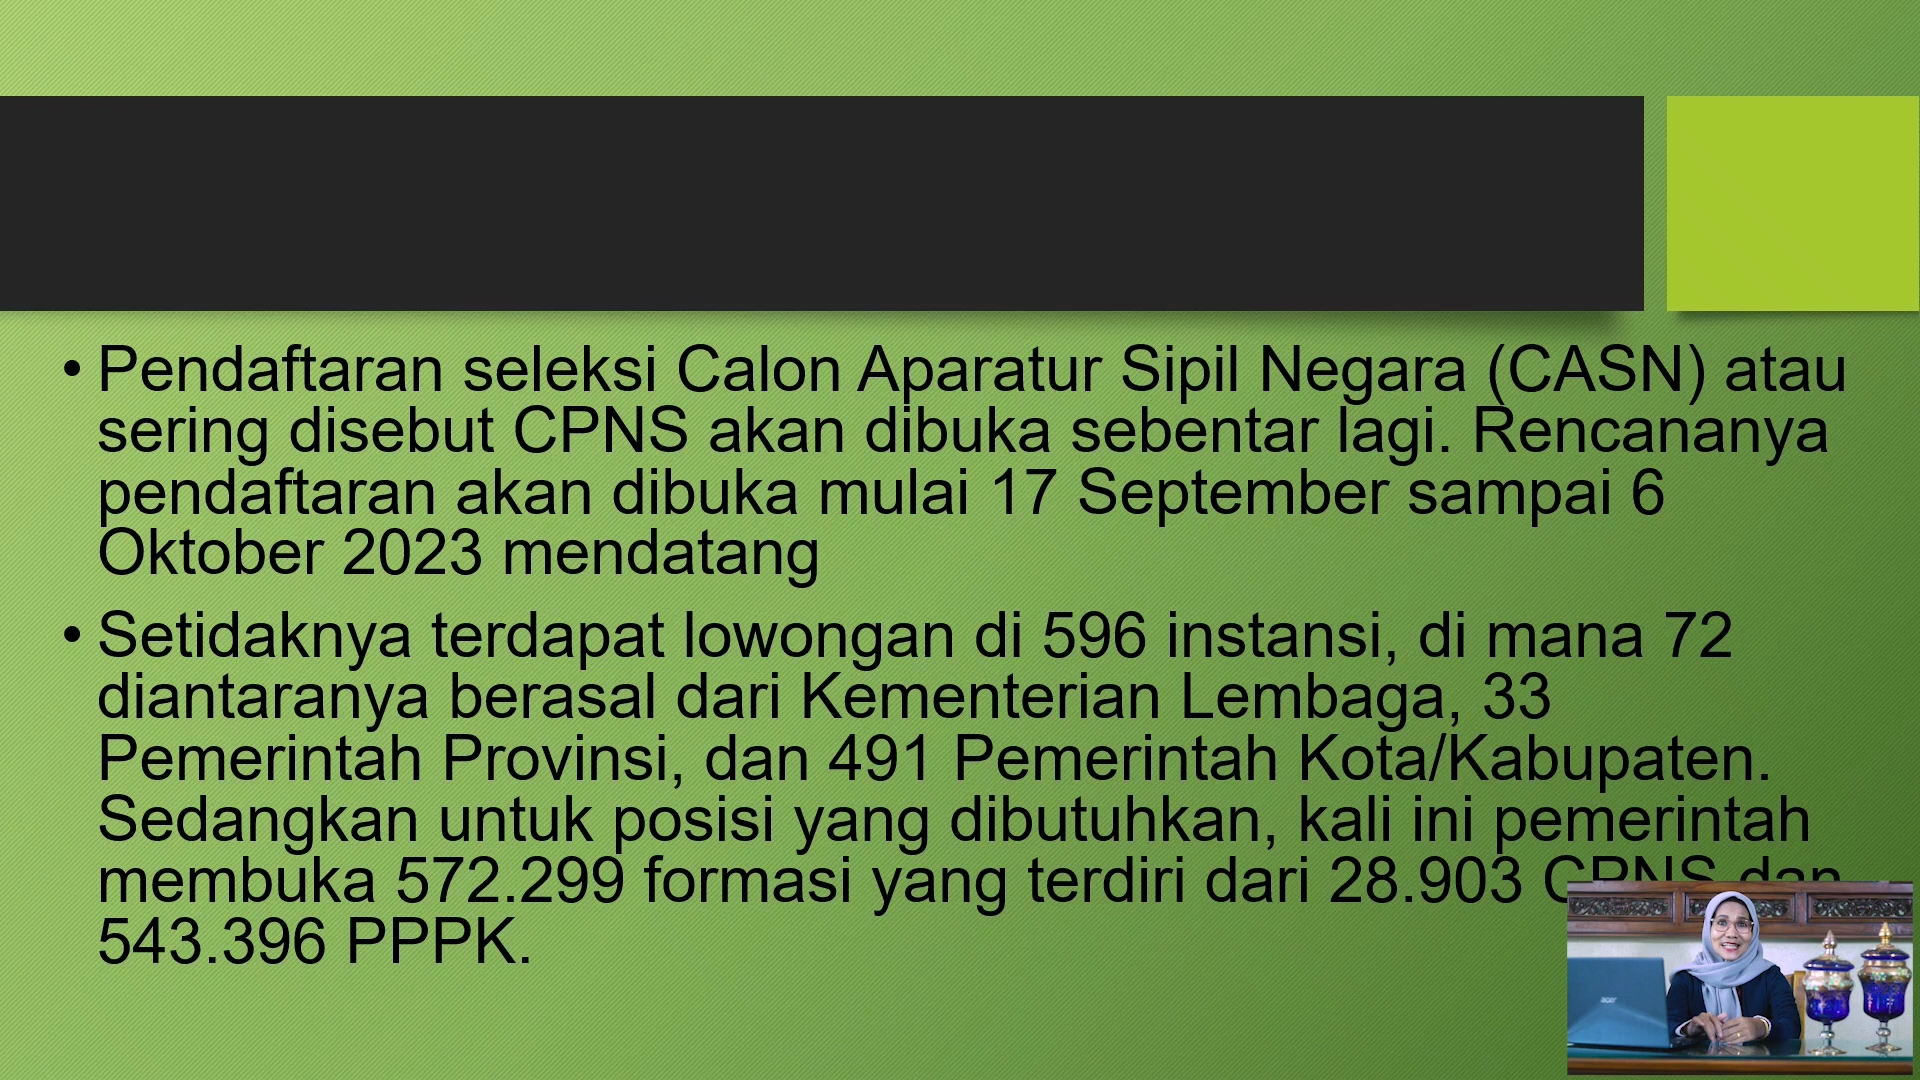 • Pendaftaran seleksi Calon Aparatur Sipil Negara (CASN) atau
sering disebut CPNS akan dibuka sebentar lagi. Rencananya
pendaftaran akan dibuka mulai 17 September sampai 6
Oktober 2023 mendatang
• Setidaknya terdapat lowongan di 596 instansi, di mana 72
diantaranya berasal dari Kementerian Lembaga, 33
Pemerintah Provinsi, dan 491 Pemerintah Kota/Kabupaten.
Sedangkan untuk posisi yang dibutuhkan, kali ini pemerintah
membuka 572.299 formasi yang terdiri dari 28.903 CPNS dan
543.396 PPPK.
acer